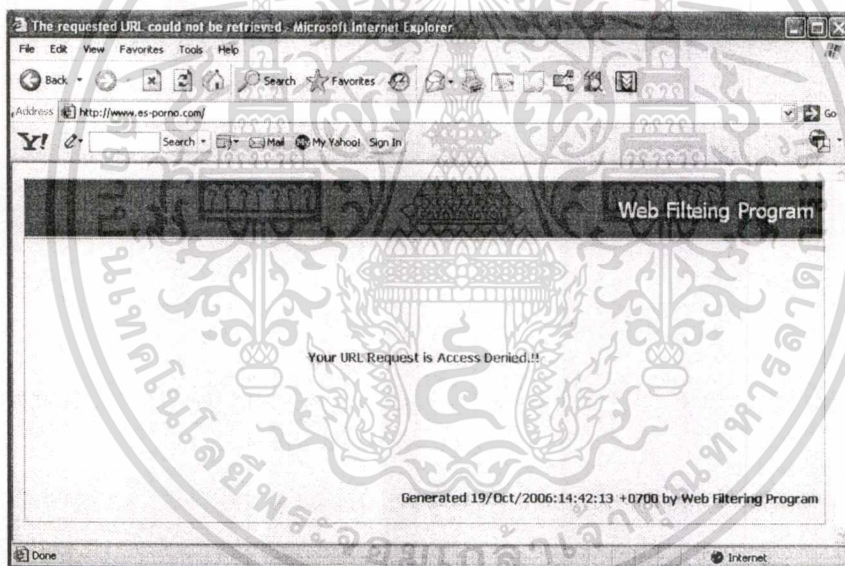 The requested URL could not be retrieved - Microsoft Internet Explorer
File Edit View Favorites Tools Help
Back Search Favorites
Address http://www.es-porno.com/ Go
Y! Search Mail My Yahoo! Sign In
Web Filteing Program
Your URL Request is Access Denied.!!
Generated 19/Oct/2006:14:42:13 +0700 by Web Filtering Program
Done Internet